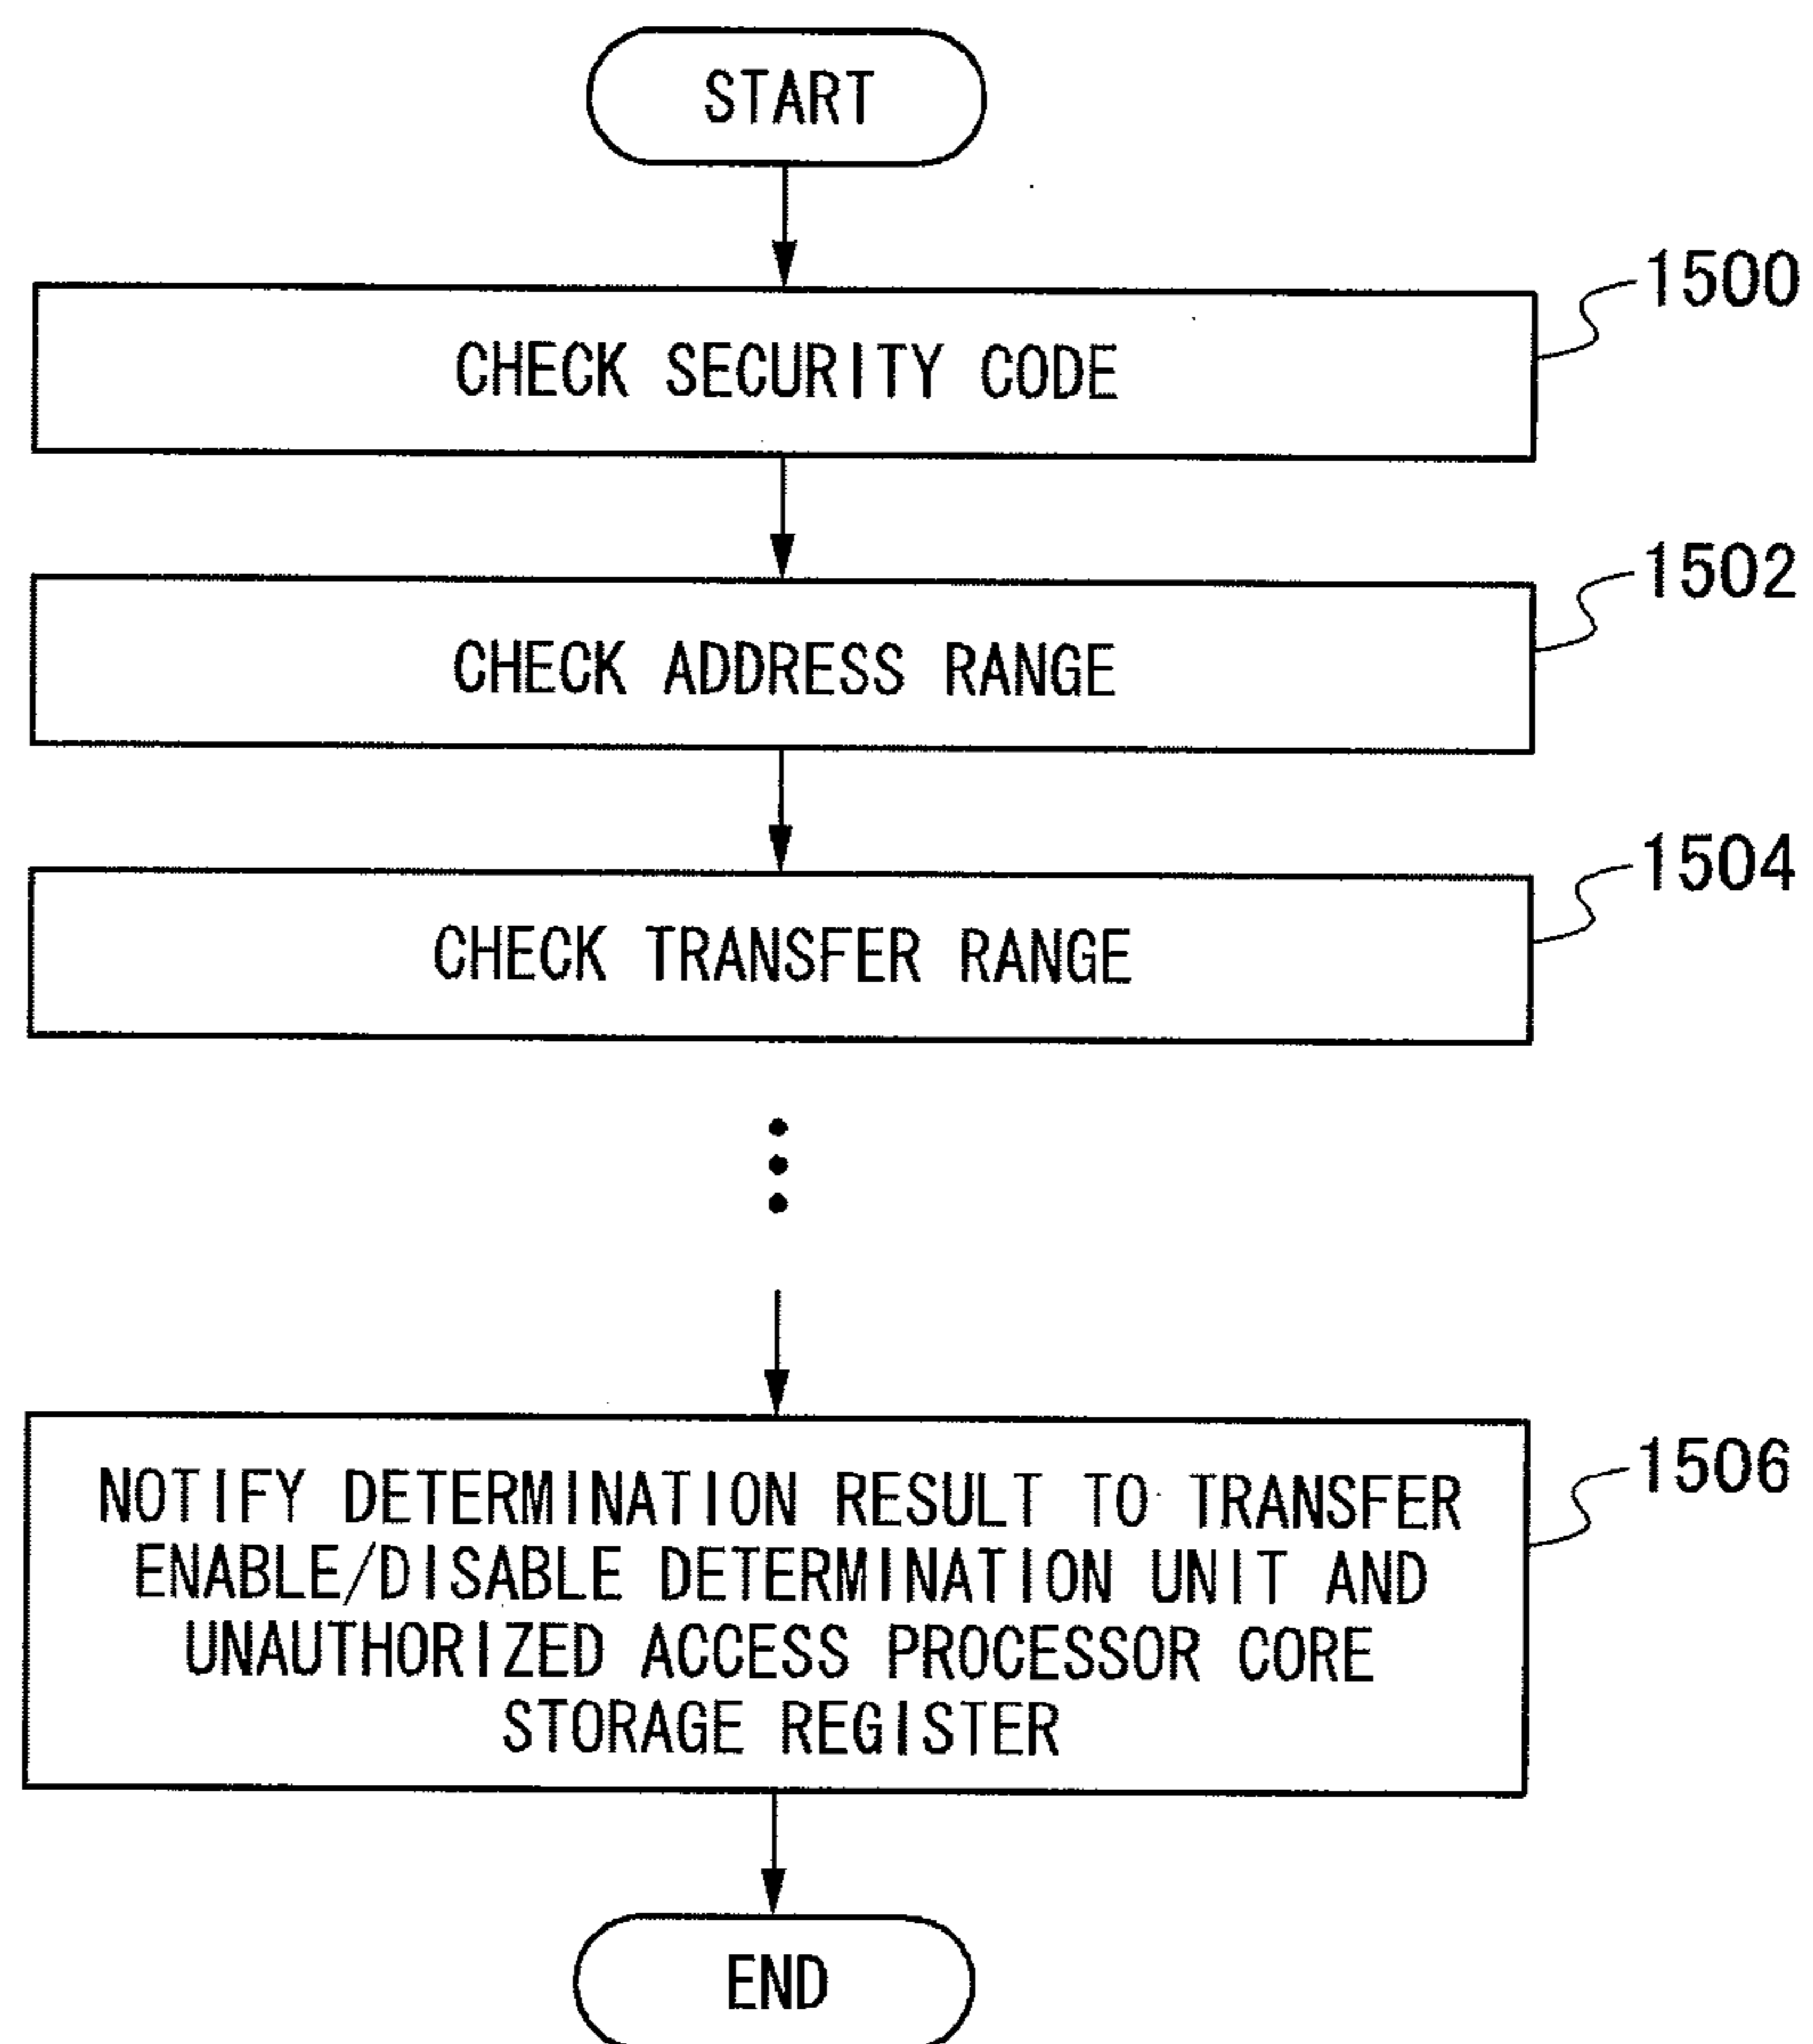 START
1500
CHECK SECURITY CODE
1502
CHECK ADDRESS RANGE
1504
CHECK TRANSFER RANGE
1506
NOTIFY DETERMINATION RESULT TO TRANSFER
ENABLE/DISABLE DETERMINATION UNIT AND
UNAUTHORIZED ACCESS PROCESSOR CORE
STORAGE REGISTER
END